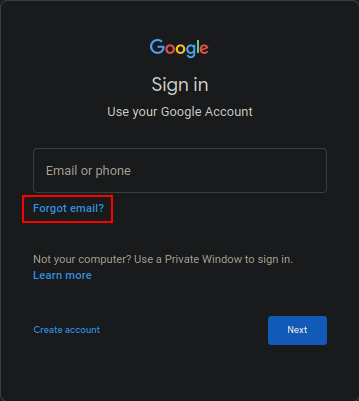 Google
Sign in
Use your Google Account
Email or phone
Forgot email?
Not your computer? Use a Private Window to sign in.
Learn more
Create account
Next